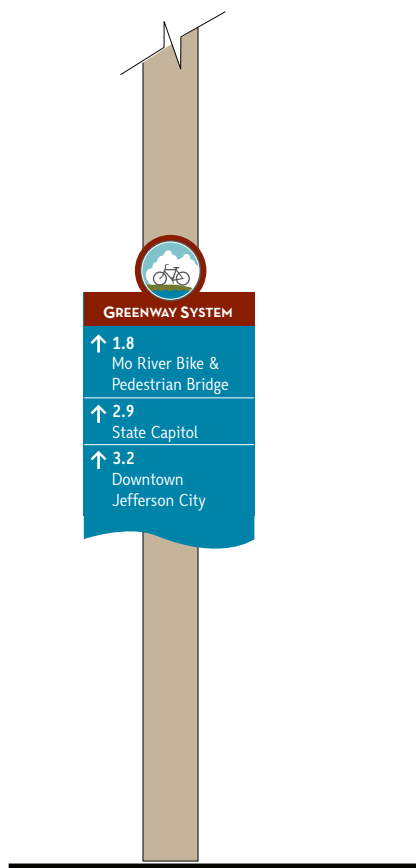 GREENWAY SYSTEM
↑ 1.8
Mo River Bike &
Pedestrian Bridge
↑ 2.9
State Capitol
↑ 3.2
Downtown
Jefferson City